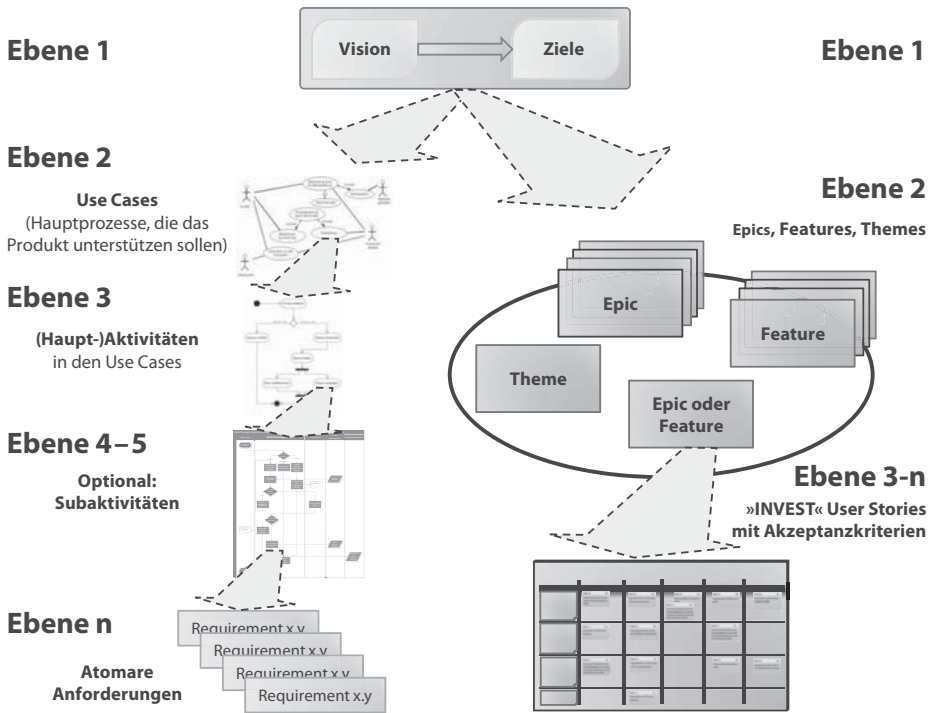 Ebene 1
Vision
Ziele
Ebene 1
Ebene 2
Use Cases
(Hauptprozesse, die das
Produkt unterstützen sollen)
Ebene 3
(Haupt-)Aktivitäten
in den Use Cases
Ebene 4–5
Optional:
Subaktivitäten
Ebene n
Atomare
Anforderungen
Requirement x.y
Requirement x.y
Requirement x.y
Requirement x.y
Ebene 2
Epics, Features, Themes
Epic
Feature
Theme
Epic oder
Feature
Ebene 3-n
»INVEST« User Stories
mit Akzeptanzkriterien